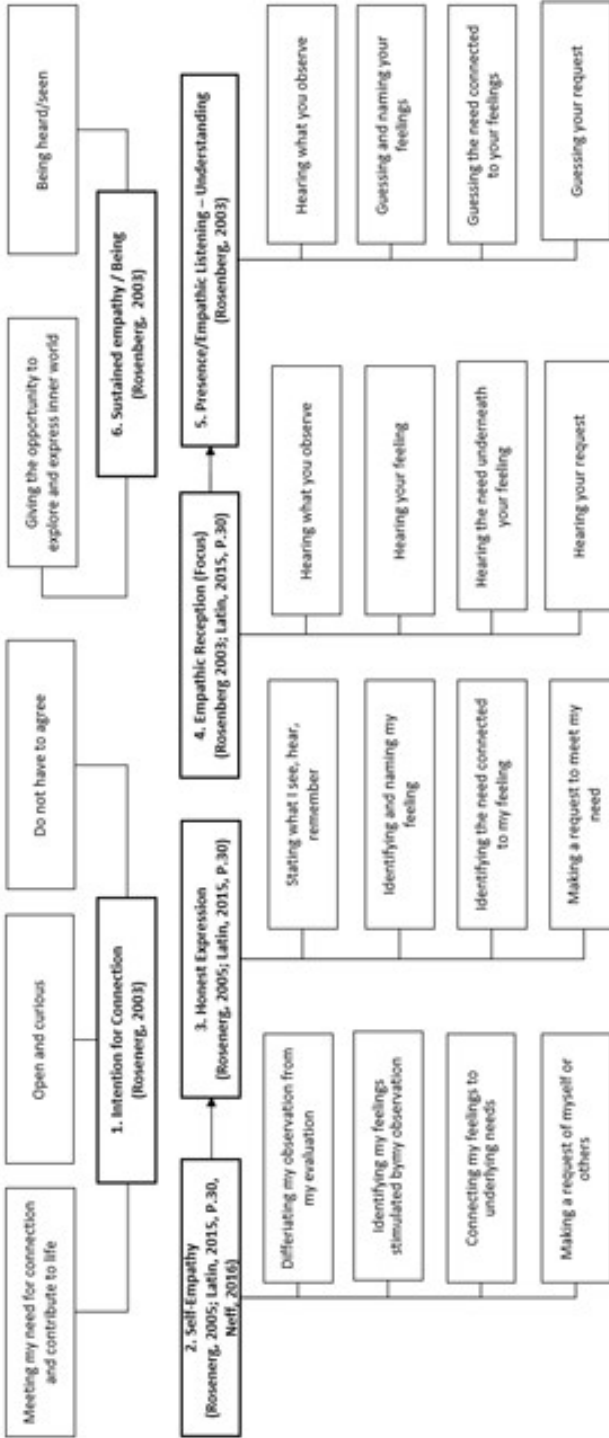 Meeting my need for connection
and contribute to life
Open and curious
Do not have to agree
1. Intention for Connection
(Rosenerg, 2003)
Giving the opportunity to
explore and express inner world
Being heard/seen
6. Sustained empathy / Being
(Rosenberg, 2003)
2. Self-Empathy
(Rosenerg, 2005; Latin, 2015, P.30,
Neff, 2016)
Differiating my observation from
my evaluation
Identifying my feelings
stimulated bymy observation
Connecting my feelings to
underlying needs
Making a request of myself or
others
3. Honest Expression
(Rosenerg, 2005; Latin, 2015, P.30)
Stating what I see, hear,
remember
Identifying and naming my
feeling
Identifying the need connected
to my feeling
Making a request to meet my
need
4. Empathic Reception (Focus)
(Rosenberg 2003; Latin, 2015, P.30)
Hearing what you observe
Hearing your feeling
Hearing the need underneath
your feeling
Hearing your request
5. Presence/Empathic Listening – Understanding
(Rosenberg, 2003)
Hearing what you observe
Guessing and naming your
feelings
Guessing the need connected
to your feelings
Guessing your request